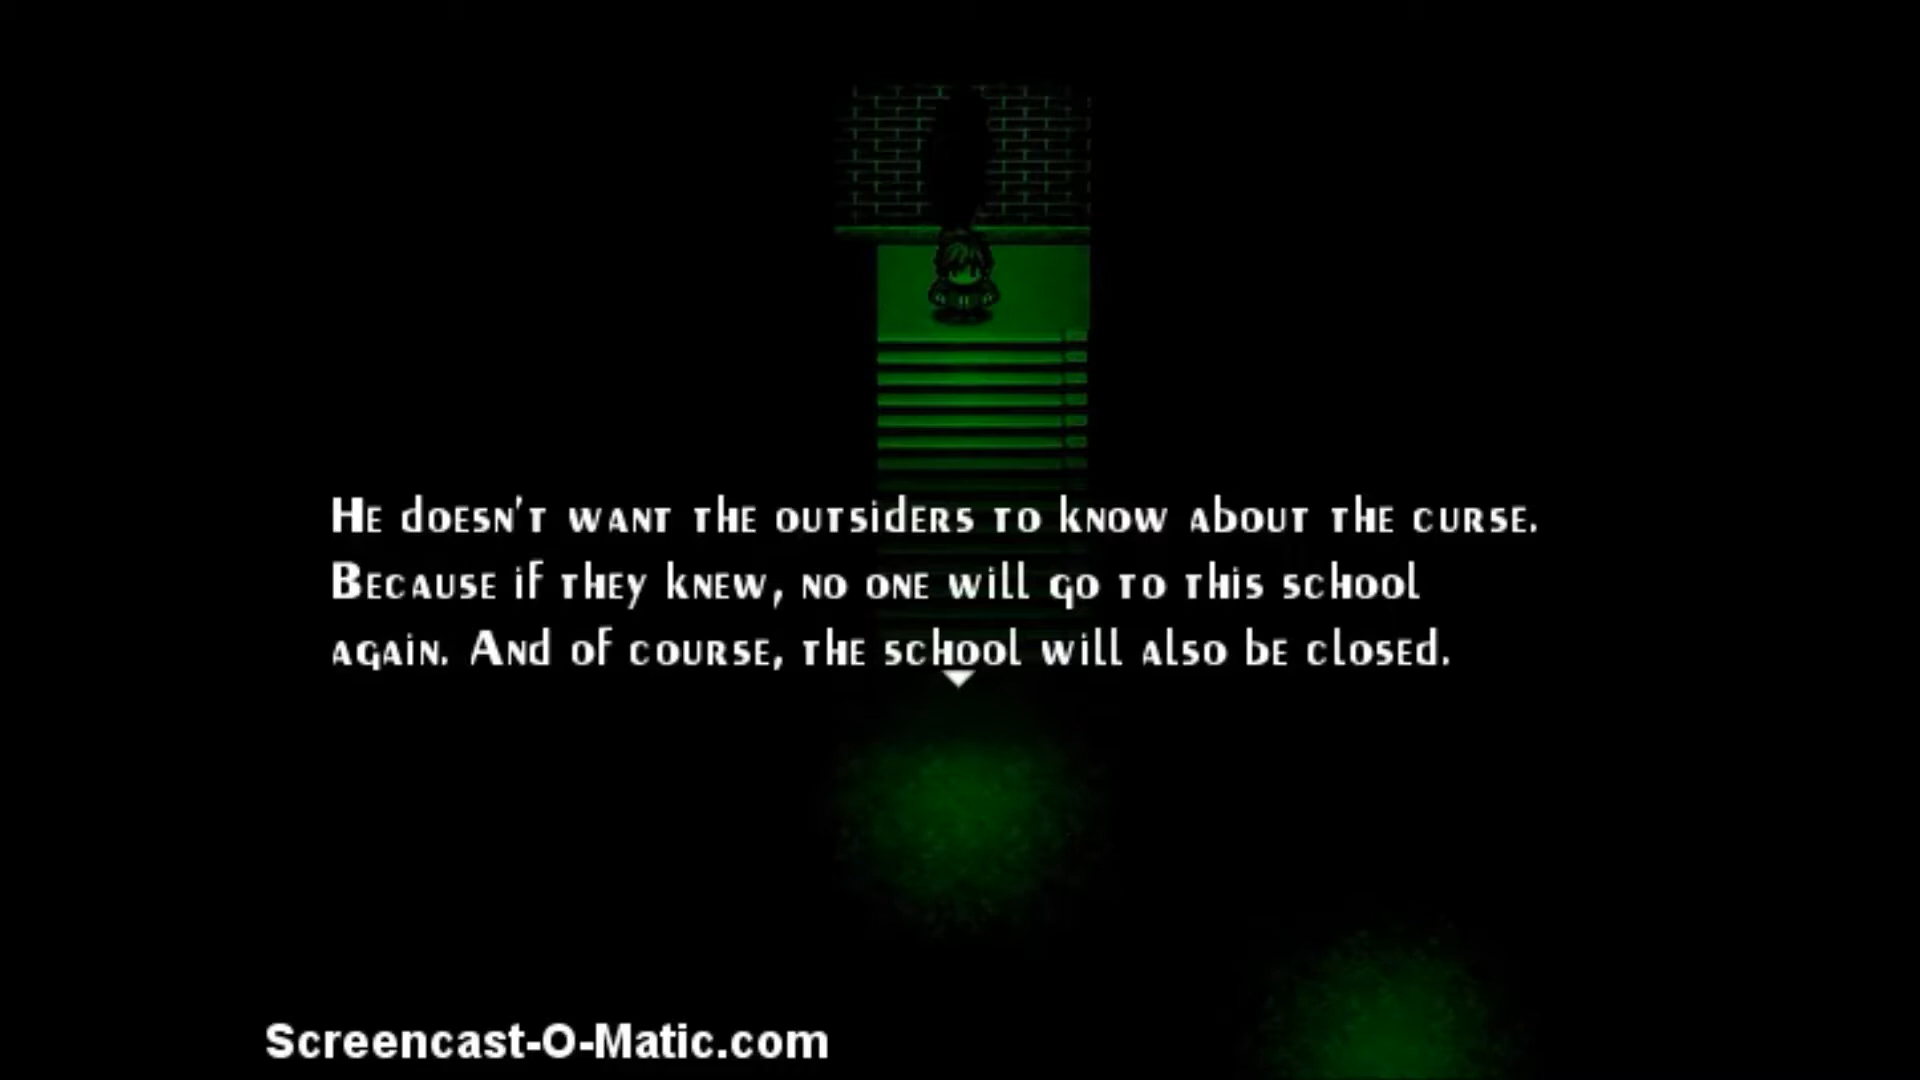 He doesn't want the outsiders to know about the curse.
Because if they knew, no one will go to this school
again. And of course, the school will also be closed.
Screencast-O-Matic.com